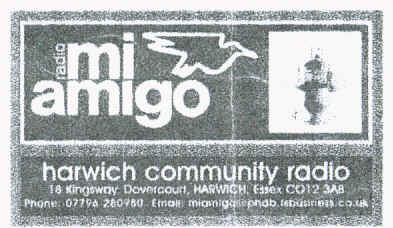 radio
mi
amigo
harwich community radio
18 Kingsway, Dovercourt, HARWICH, Essex CO12 3AB
Phone: 07796 280980 Email: